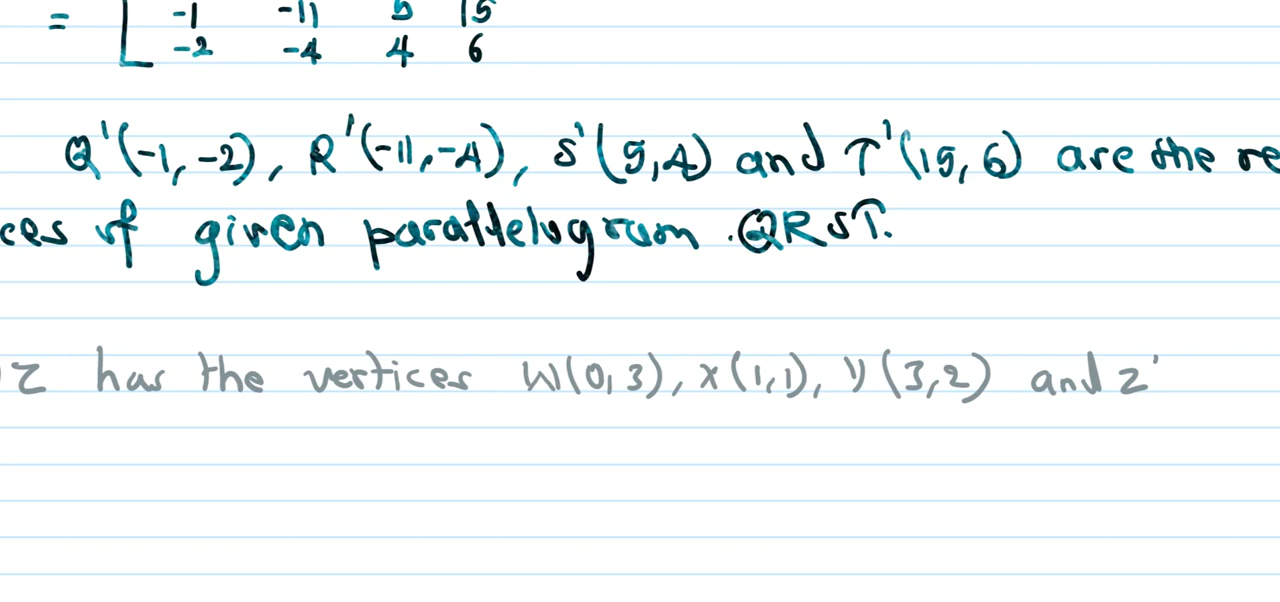 = [ -1 -11 5 15
-2 -4 4 6
Q'(-1,-2), R'(-11,-4), S'(5,4) and T'(15,6) are the re
ces of given parallelogram QRST.
Z has the vertices W(0,3), X(1,1), Y(3,2) and Z'